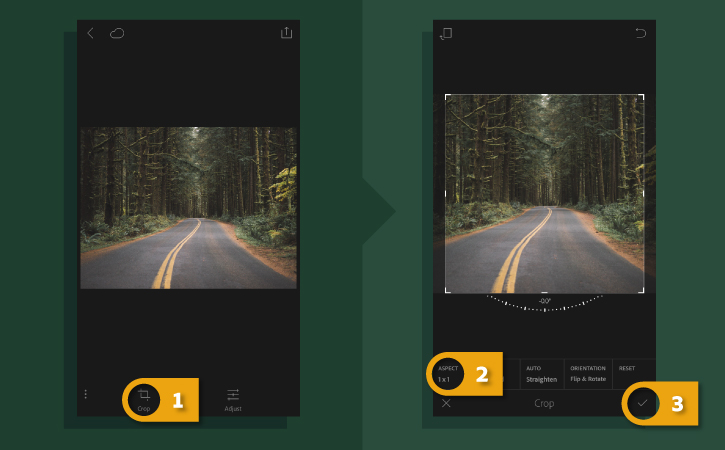 Crop
1
Adjust
-00°
ASPECT
1 x 1
2
AUTO
Straighten
ORIENTATION
Flip & Rotate
RESET
Crop
3